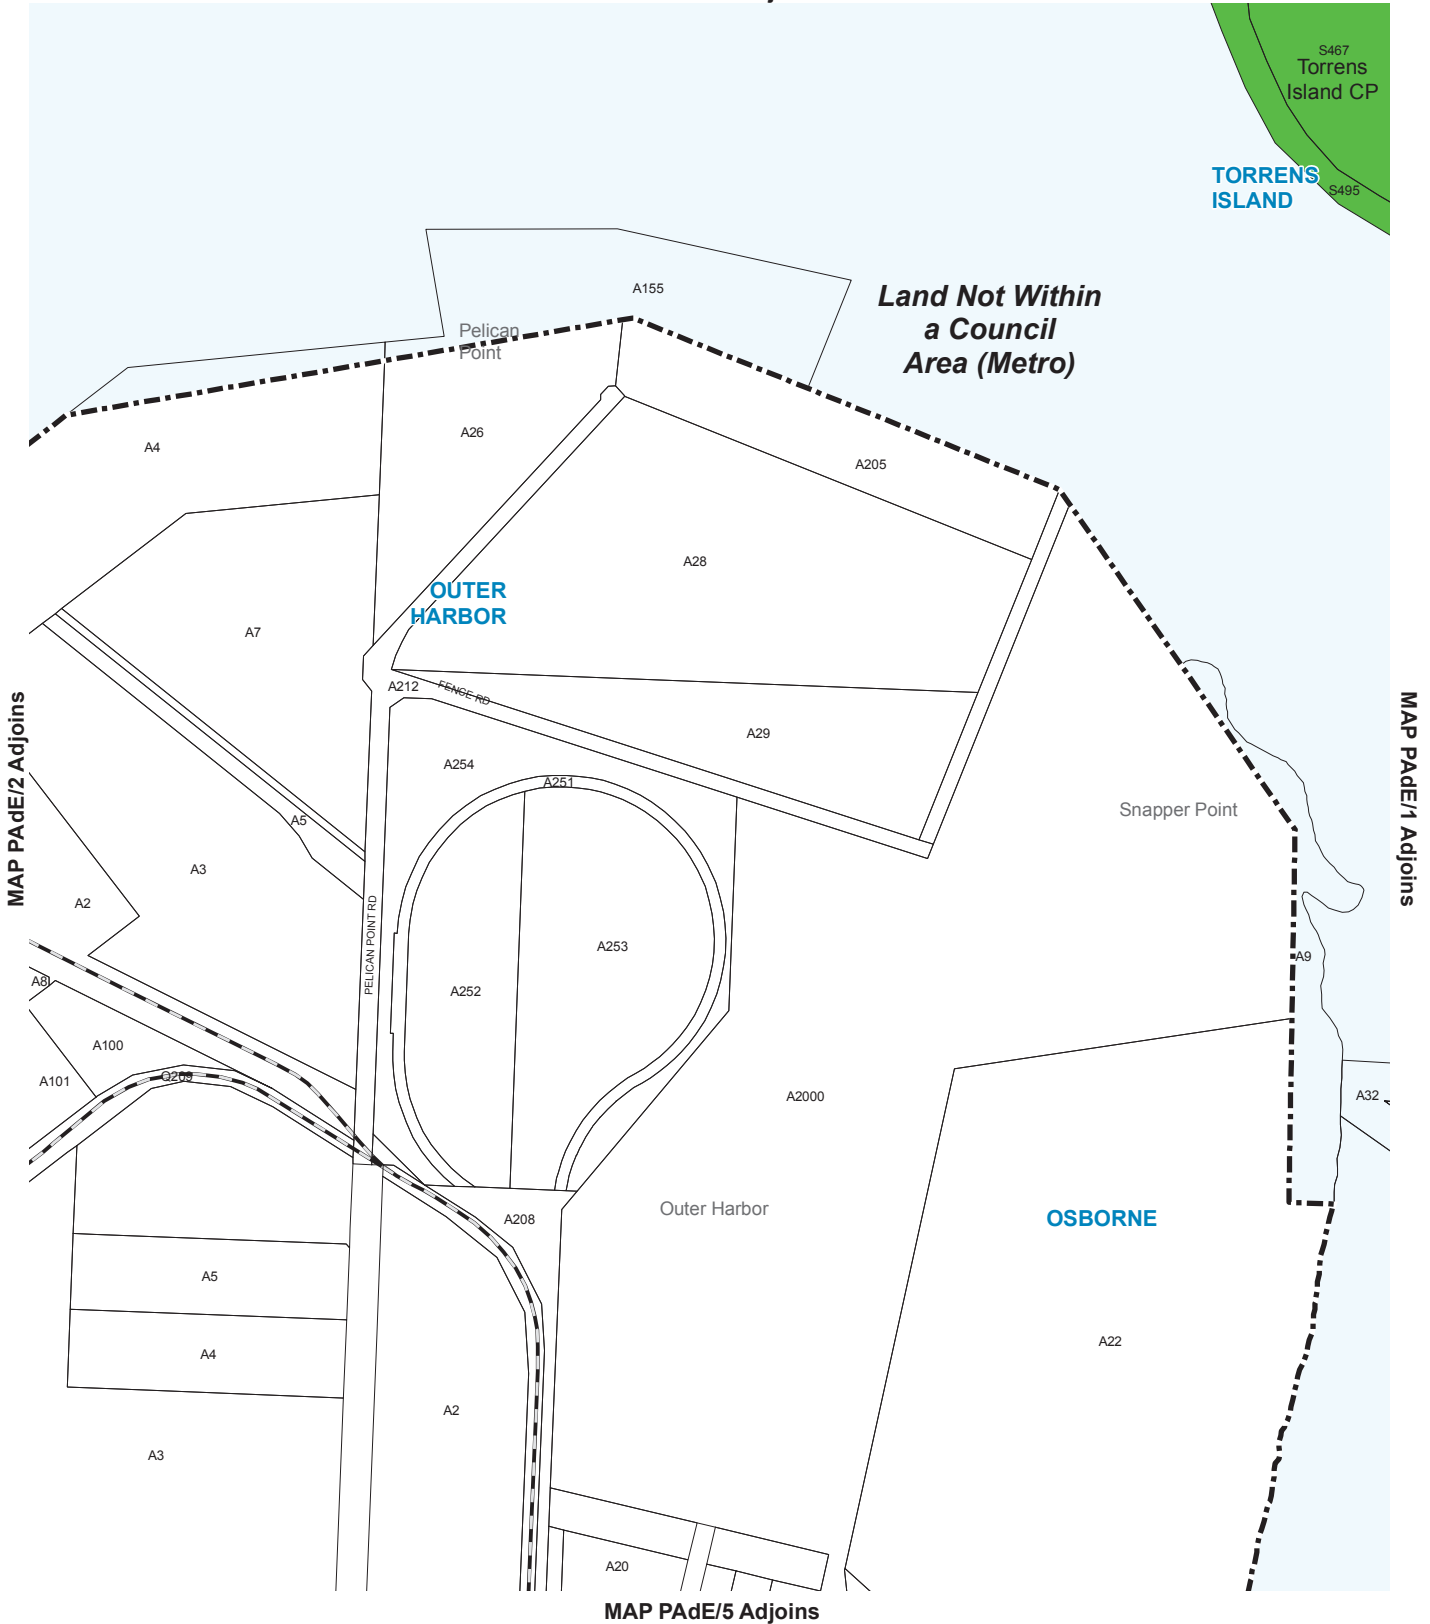 S467
Torrens
Island CP
TORRENS
ISLAND
S495
A155
Land Not Within
a Council
Area (Metro)
Pelican
Point
A4
A26
A205
A28
OUTER
HARBOR
A7
A212
FENCE RD
A29
A254
A251
MAP PAdE/2 Adjoins
MAP PAdE/1 Adjoins
Snapper Point
A5
A3
A2
PELICAN POINT RD
A253
A252
A9
A8
A100
A101
Q209
A2000
A32
A208
Outer Harbor
OSBORNE
A5
A22
A4
A2
A3
A20
MAP PAdE/5 Adjoins